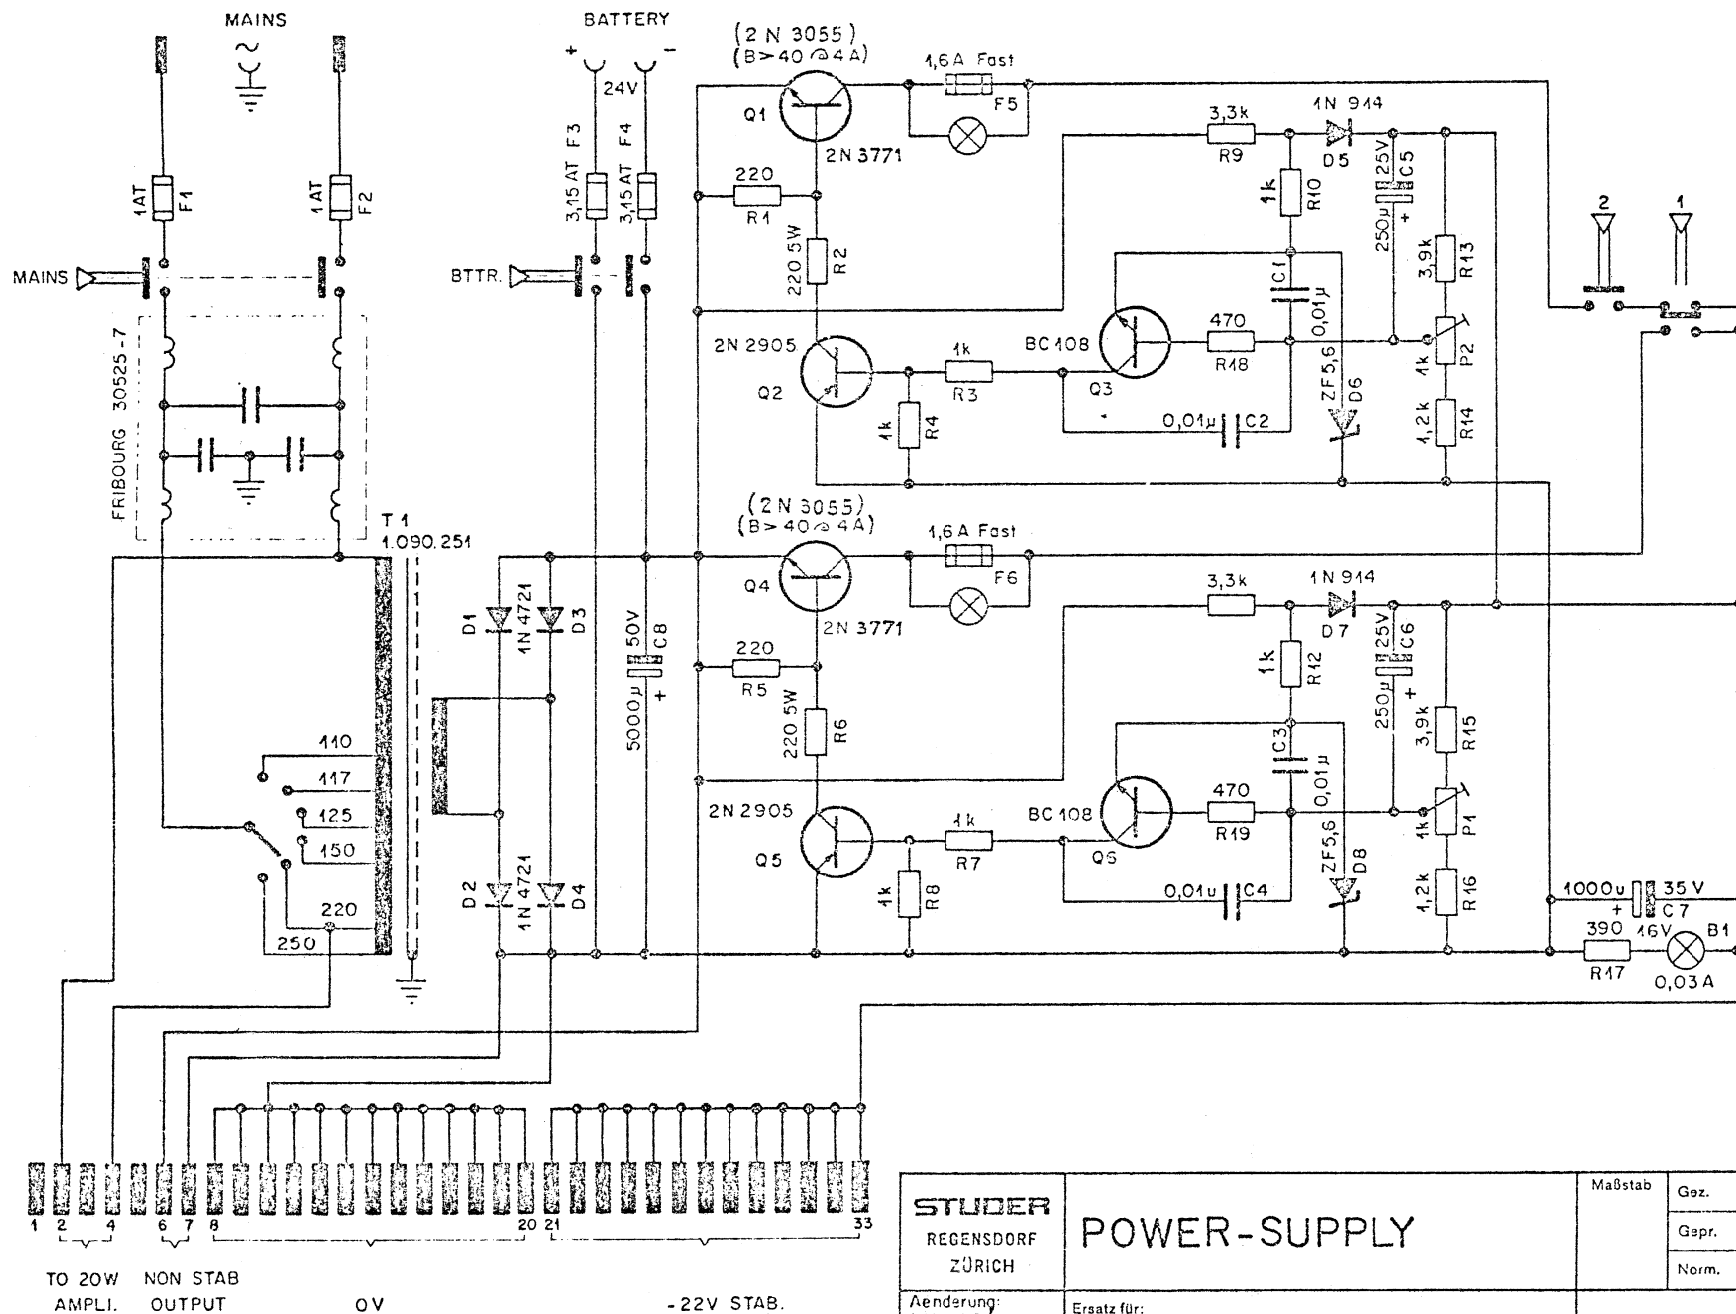 MAINS
BATTERY
+
-
24V
(2N 3055)
(B > 40 @ 4A)
1,6A Fast
F5
Q1
2N 3771
3,3k
R9
1N 914
D5
25V
C5
250µ
+
1k
R10
220
R1
220 5W
R2
1AT
F1
1AT
F2
3,15AT F3
3,15AT F4
2
1
3,9k
R13
MAINS
BTTR.
C1
0,01µ
2N 2905
Q2
1k
R3
1k
R4
BC 108
Q3
470
R18
ZF5,6
D6
1k
P2
0,01µ
C2
1,2k
R14
FRIBOURG 30525-7
T1
1.090.251
(2N 3055)
(B > 40 @ 4A)
1,6A Fast
F6
Q4
2N 3771
3,3k
1N 914
D7
25V
C6
250µ
+
1k
R12
D1
1N 4721
D3
50V
C8
5000µ
+
220
R5
220 5W
R6
3,9k
R15
110
117
125
150
220
250
C3
0,01µ
2N 2905
Q5
1k
R7
1k
R8
BC 108
Q6
470
R19
ZF5,6
D8
1k
P1
0,01µ
C4
1,2k
R16
D2
1N 4721
D4
1000µ
35V
+
C7
390
16V
B1
R17
0,03A
1
2
4
6
7
8
20
21
33
TO 20W
AMPLI.
NON STAB
OUTPUT
0V
-22V STAB.
STUDER
REGENSDORF
ZÜRICH
POWER-SUPPLY
Maßstab
Gez.
Gepr.
Norm.
Aenderung:
Ersatz für: